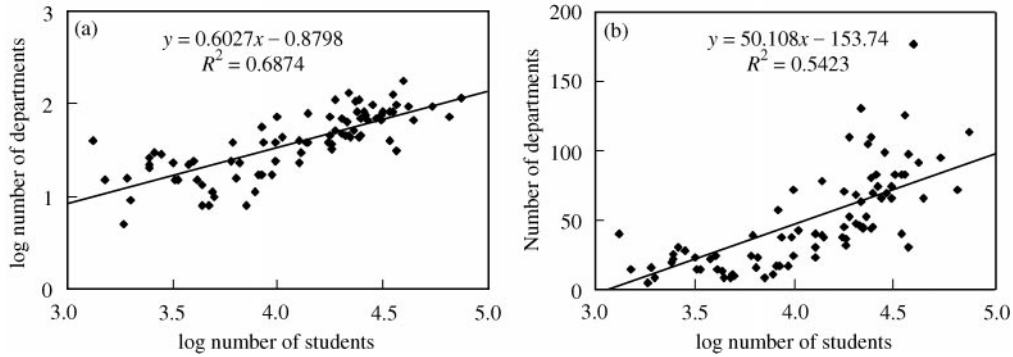 (a)
y = 0.6027x – 0.8798
R² = 0.6874
log number of departments
3
2
1
0
3.0 3.5 4.0 4.5 5.0
log number of students
(b)
y = 50.108x – 153.74
R² = 0.5423
Number of departments
200
150
100
50
0
3.0 3.5 4.0 4.5 5.0
log number of students